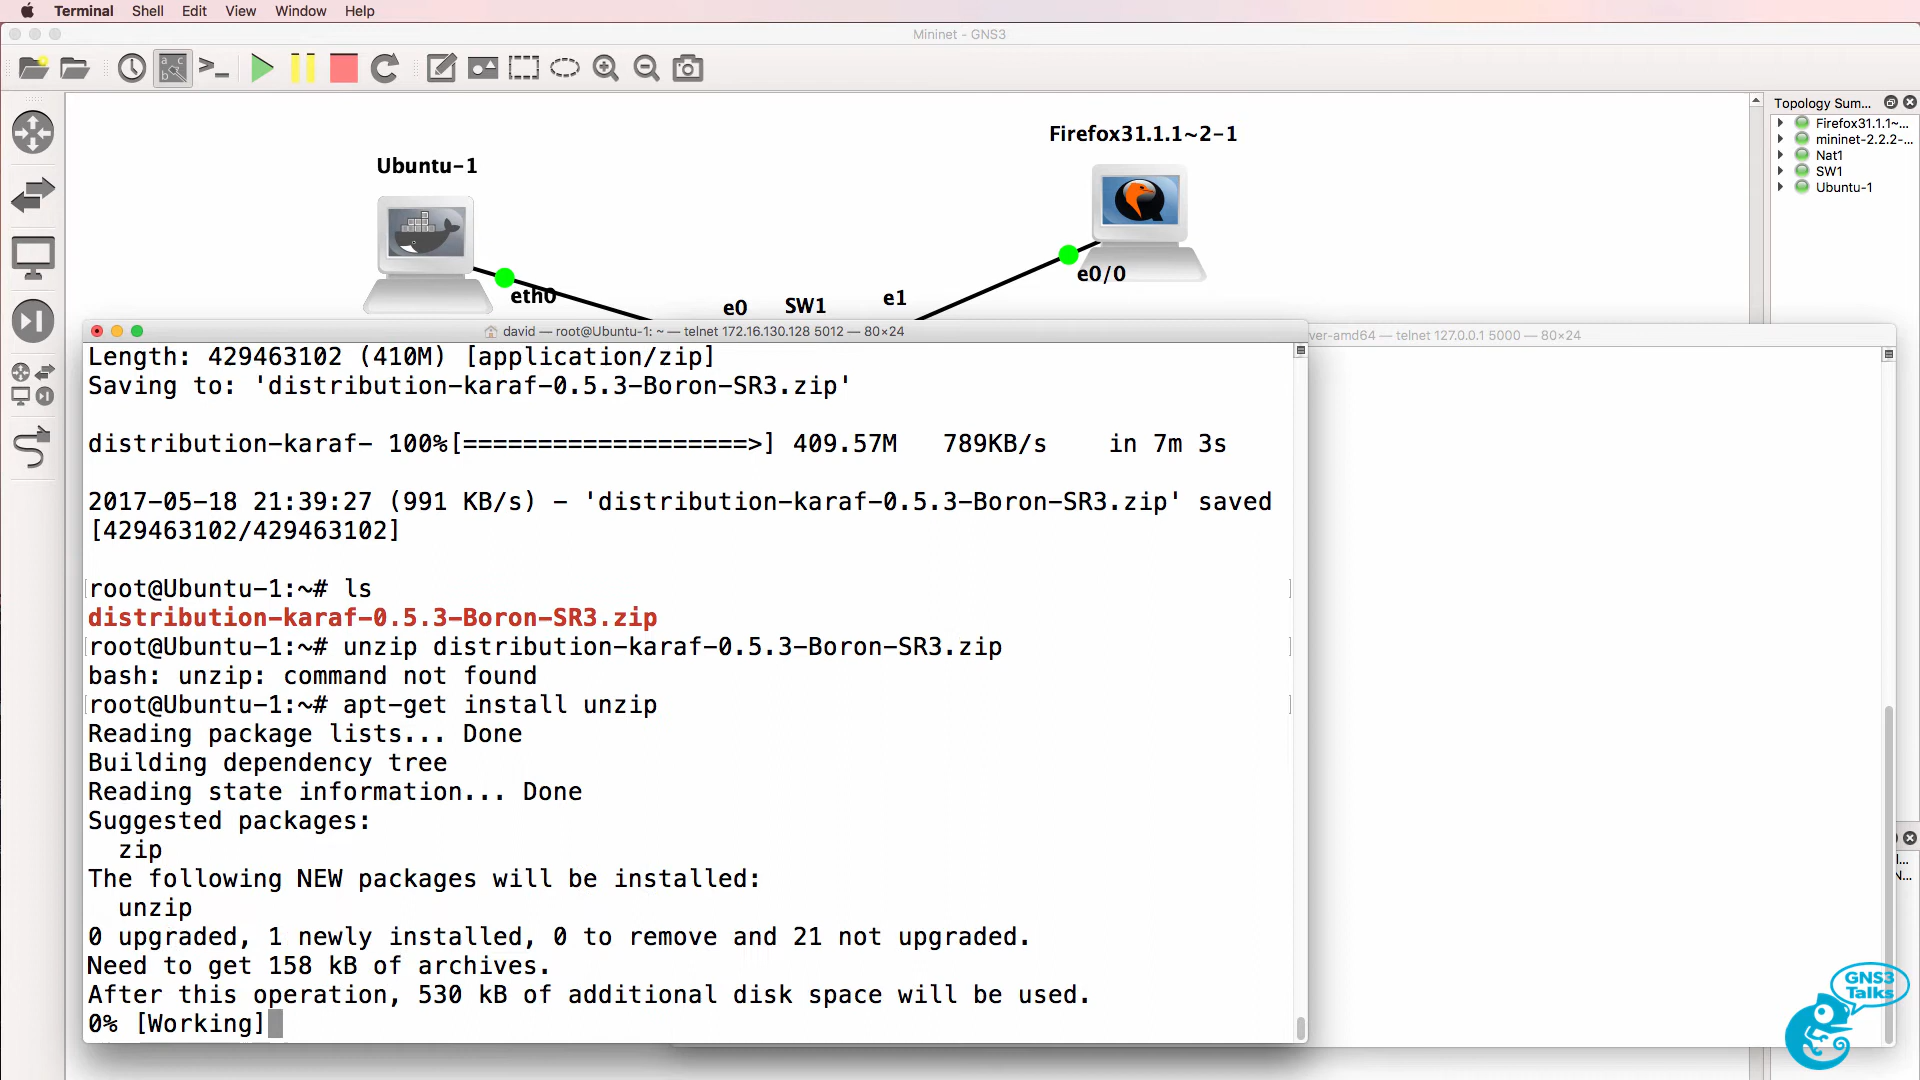 Terminal Shell Edit View Window Help
Mininet - GNS3
Topology Sum...
Firefox31.1.1~...
mininet-2.2.2-...
Nat1
SW1
Ubuntu-1
Firefox31.1.1~2-1
Ubuntu-1
e0/0
eth0
e0
SW1
e1
david — root@Ubuntu-1: ~ — telnet 172.16.130.128 5012 — 80×24
ver-amd64 — telnet 127.0.0.1 5000 — 80×24
Length: 429463102 (410M) [application/zip]
Saving to: 'distribution-karaf-0.5.3-Boron-SR3.zip'
distribution-karaf- 100%[===================>] 409.57M 789KB/s in 7m 3s
2017-05-18 21:39:27 (991 KB/s) - 'distribution-karaf-0.5.3-Boron-SR3.zip' saved
[429463102/429463102]
root@Ubuntu-1:~# ls
distribution-karaf-0.5.3-Boron-SR3.zip
root@Ubuntu-1:~# unzip distribution-karaf-0.5.3-Boron-SR3.zip
bash: unzip: command not found
root@Ubuntu-1:~# apt-get install unzip
Reading package lists... Done
Building dependency tree
Reading state information... Done
Suggested packages:
zip
The following NEW packages will be installed:
unzip
0 upgraded, 1 newly installed, 0 to remove and 21 not upgraded.
Need to get 158 kB of archives.
After this operation, 530 kB of additional disk space will be used.
0% [Working]
GNS3
Talks